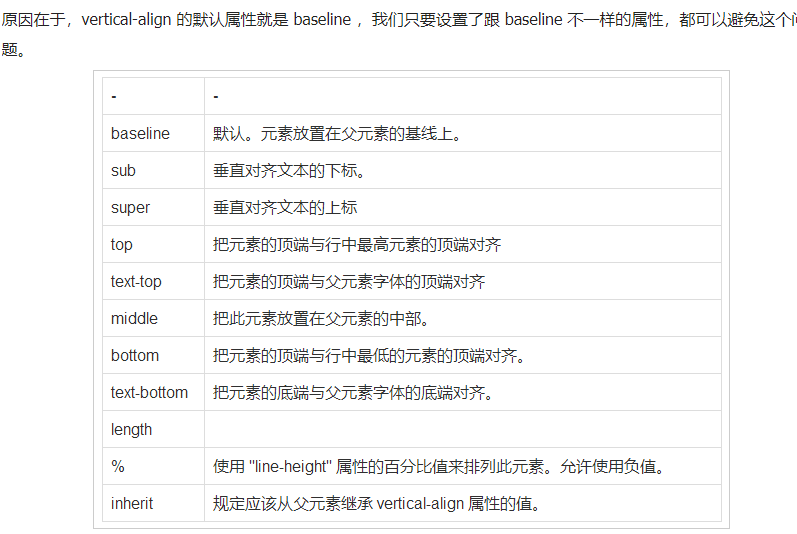 原因在于，vertical-align 的默认属性就是 baseline ，我们只要设置了跟 baseline 不一样的属性，都可以避免这个
题。
- -
baseline 默认。元素放置在父元素的基线上。
sub 垂直对齐文本的下标。
super 垂直对齐文本的上标
top 把元素的顶端与行中最高元素的顶端对齐
text-top 把元素的顶端与父元素字体的顶端对齐
middle 把此元素放置在父元素的中部。
bottom 把元素的顶端与行中最低的元素的顶端对齐。
text-bottom 把元素的底端与父元素字体的底端对齐。
length
% 使用 "line-height" 属性的百分比值来排列此元素。允许使用负值。
inherit 规定应该从父元素继承 vertical-align 属性的值。